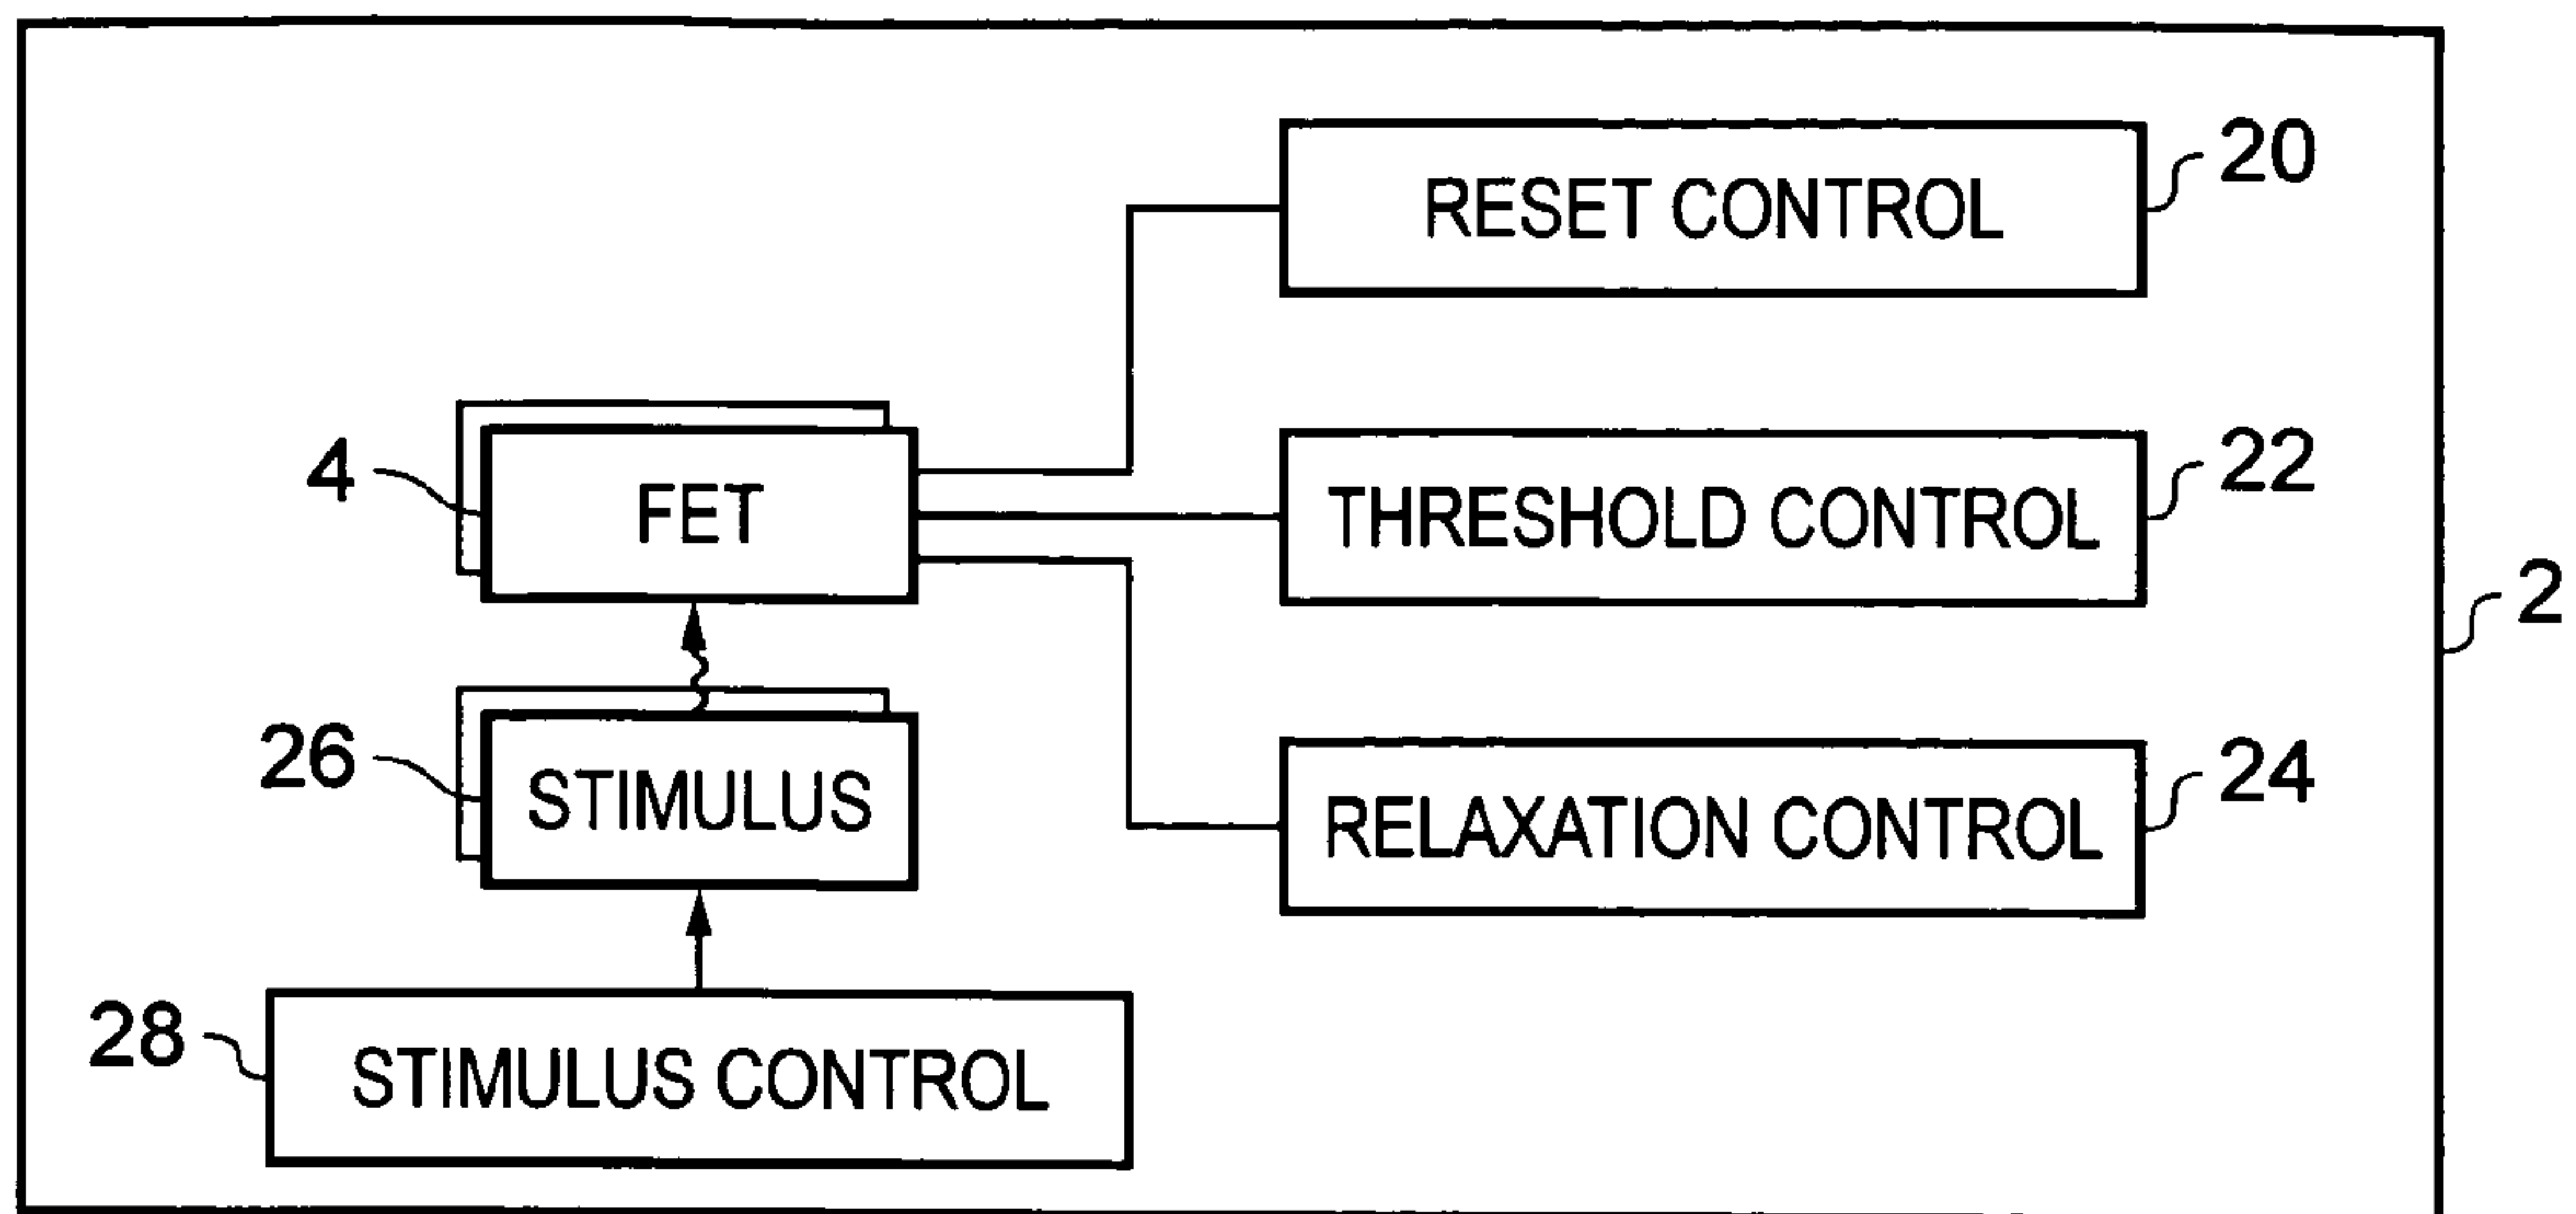 RESET CONTROL 20
4 FET
THRESHOLD CONTROL 22
2
26 STIMULUS
RELAXATION CONTROL 24
28 STIMULUS CONTROL